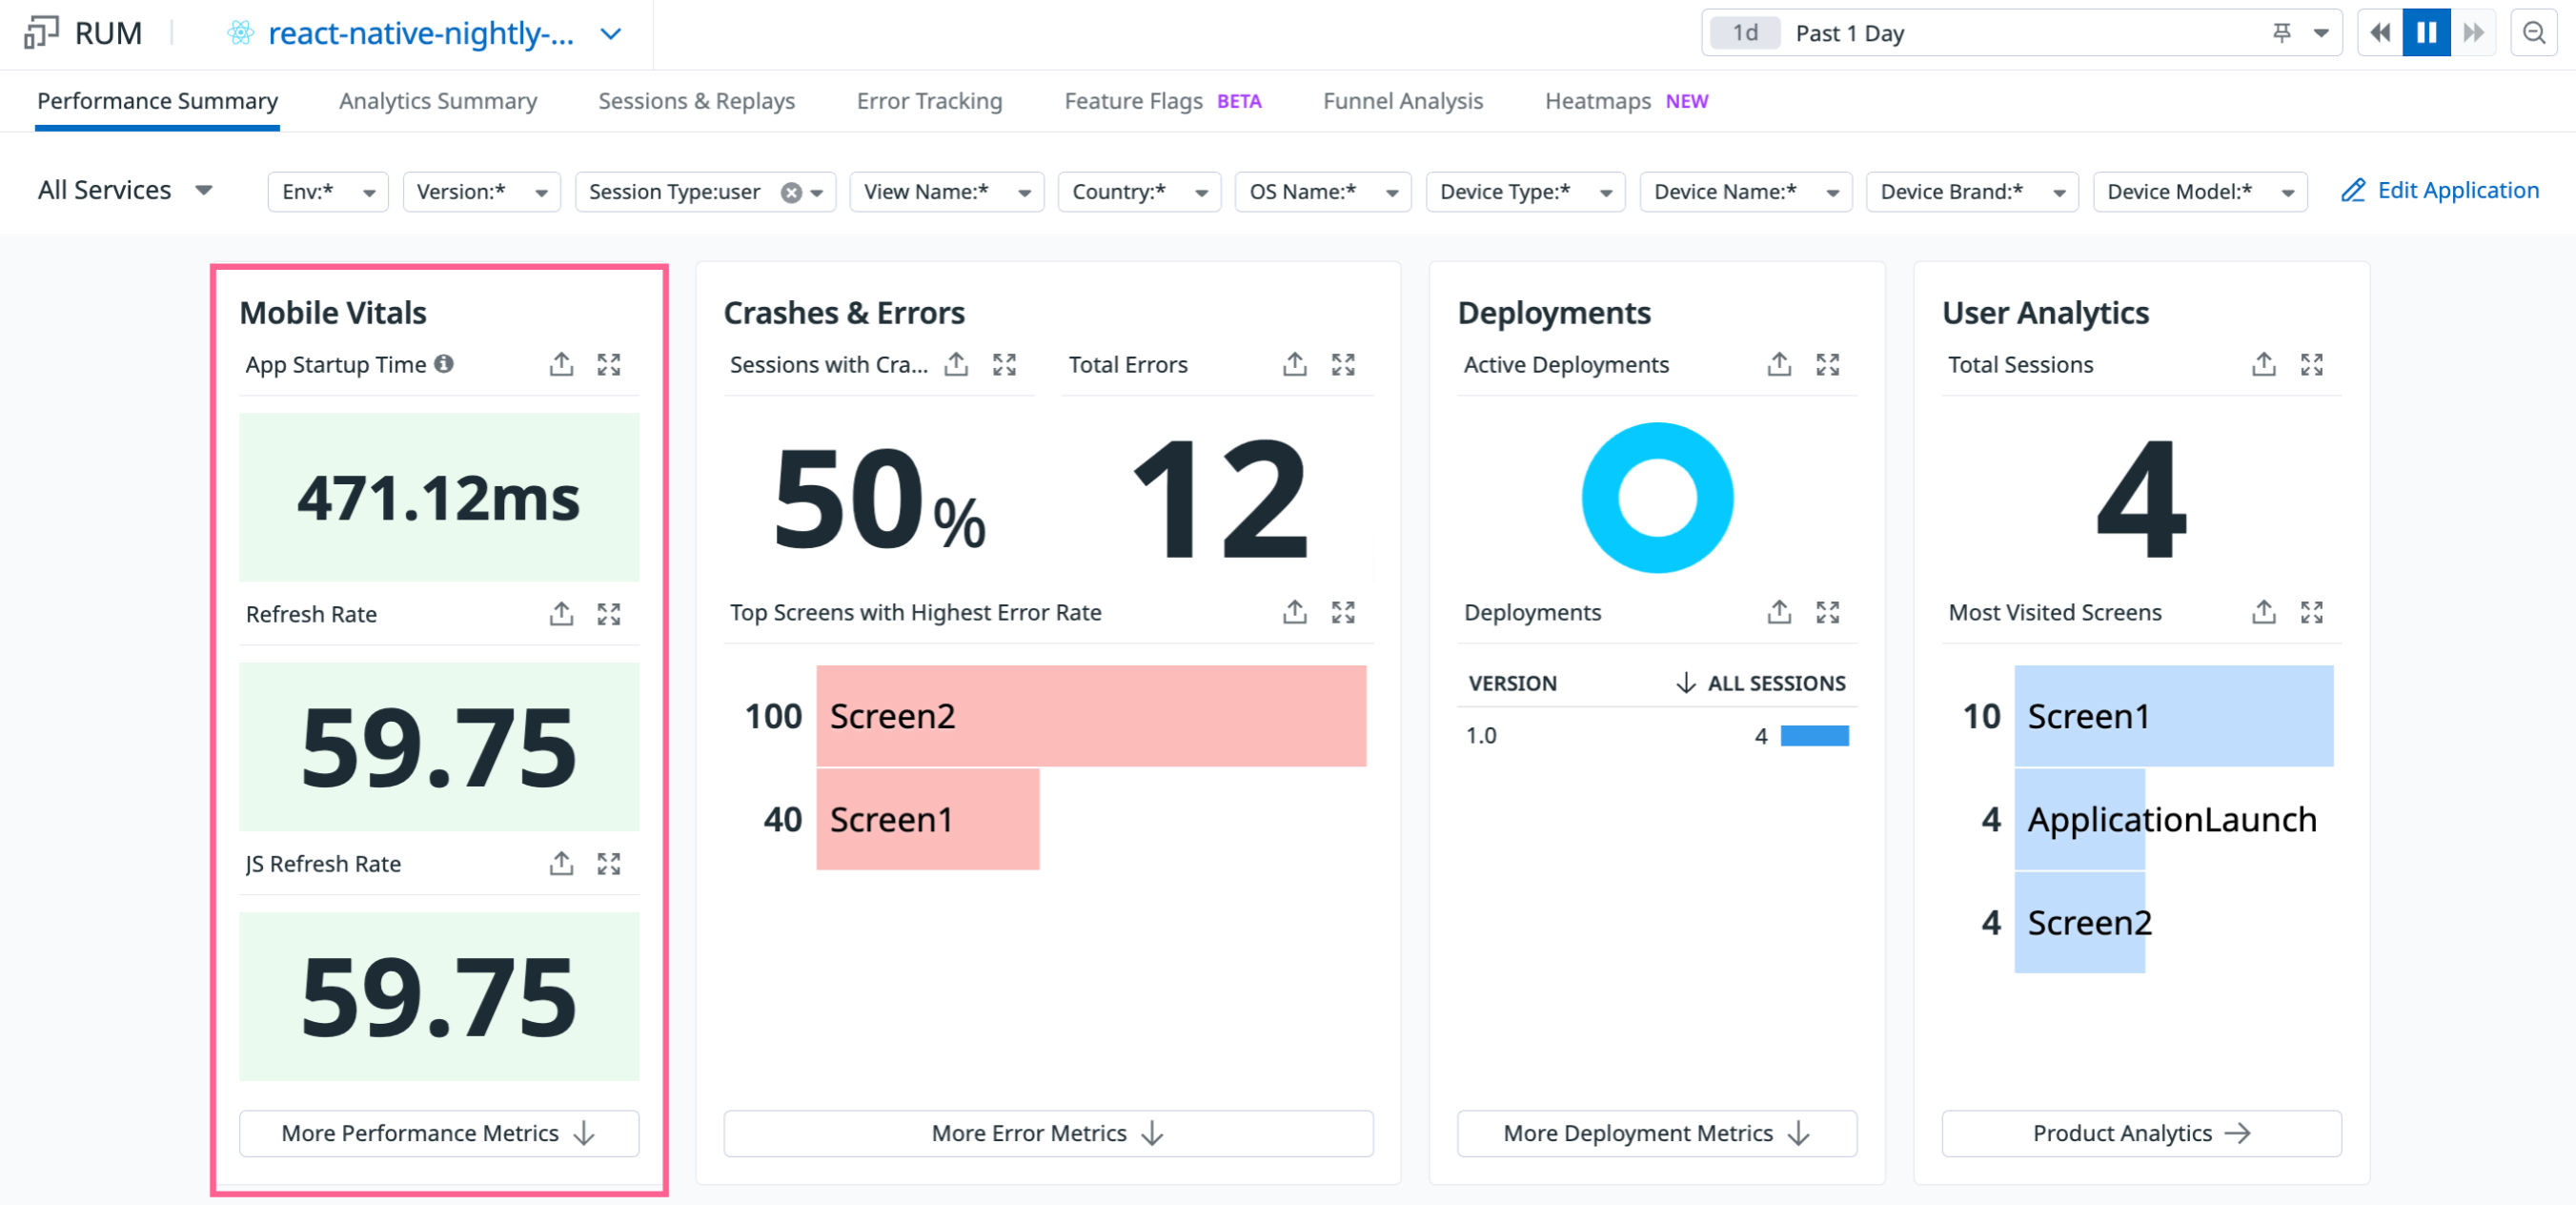 RUM
react-native-nightly-...
1d Past 1 Day
Performance Summary Analytics Summary Sessions & Replays Error Tracking Feature Flags BETA Funnel Analysis Heatmaps NEW
All Services Env:* Version:* Session Type:user View Name:* Country:* OS Name:* Device Type:* Device Name:* Device Brand:* Device Model:* Edit Application
Mobile Vitals
App Startup Time
471.12ms
Refresh Rate
59.75
JS Refresh Rate
59.75
More Performance Metrics
Crashes & Errors
Sessions with Cra...
50%
Total Errors
12
Top Screens with Highest Error Rate
100 Screen2
40 Screen1
More Error Metrics
Deployments
Active Deployments
Deployments
VERSION ALL SESSIONS
1.0 4
More Deployment Metrics
User Analytics
Total Sessions
4
Most Visited Screens
10 Screen1
4 ApplicationLaunch
4 Screen2
Product Analytics